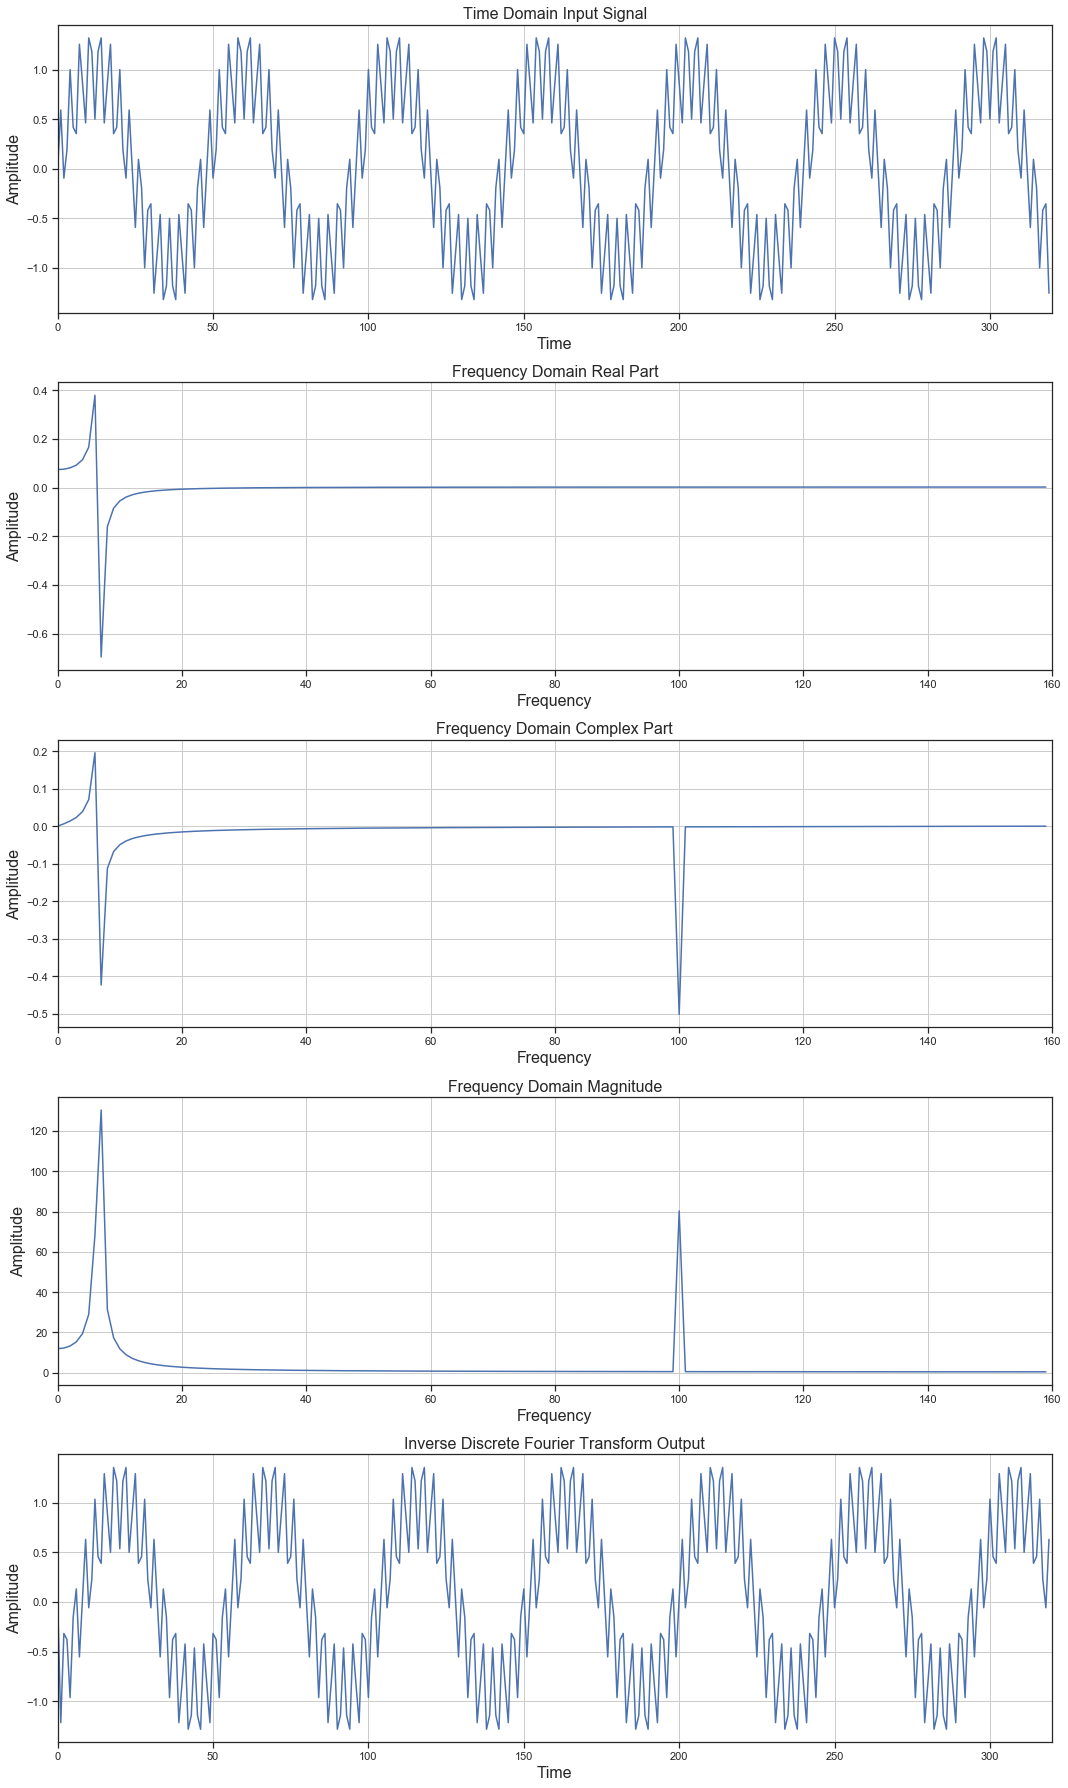 Time Domain Input Signal
Amplitude
1.0
0.5
0.0
−0.5
−1.0
0 50 100 150 200 250 300
Time
Frequency Domain Real Part
Amplitude
0.4
0.2
0.0
−0.2
−0.4
−0.6
0 20 40 60 80 100 120 140 160
Frequency
Frequency Domain Complex Part
Amplitude
0.2
0.1
0.0
−0.1
−0.2
−0.3
−0.4
−0.5
0 20 40 60 80 100 120 140 160
Frequency
Frequency Domain Magnitude
Amplitude
120
100
80
60
40
20
0
0 20 40 60 80 100 120 140 160
Frequency
Inverse Discrete Fourier Transform Output
Amplitude
1.0
0.5
0.0
−0.5
−1.0
0 50 100 150 200 250 300
Time